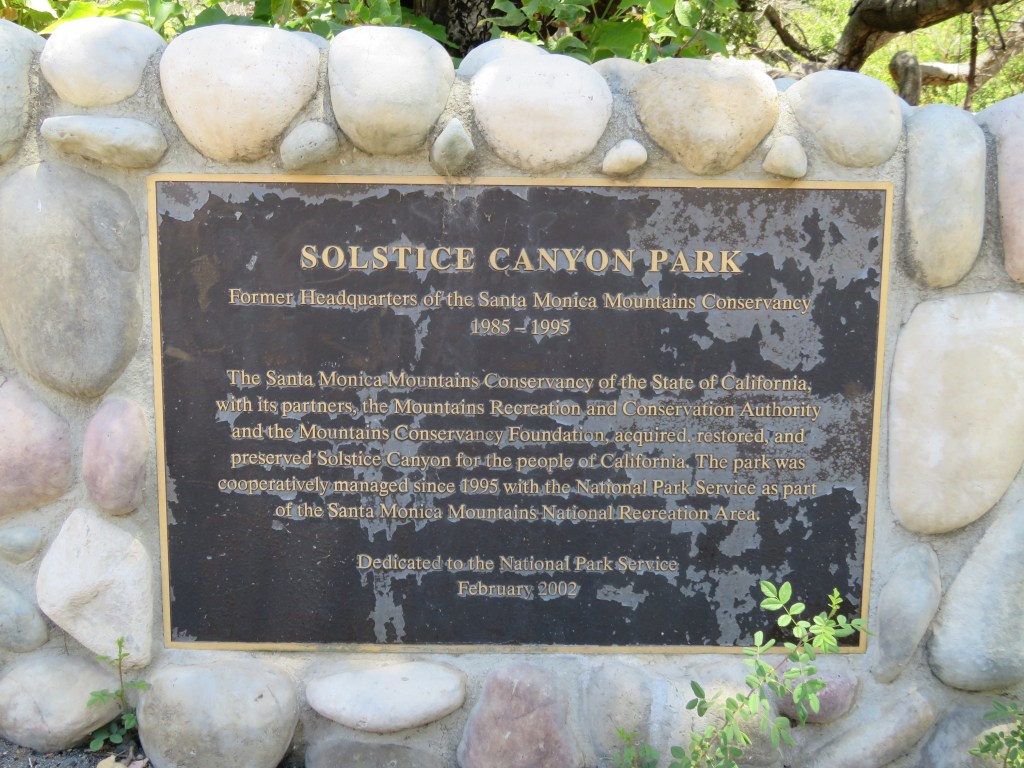 SOLSTICE CANYON PARK
Former Headquarters of the Santa Monica Mountains Conservancy
1985 – 1995
The Santa Monica Mountains Conservancy of the State of California,
with its partners, the Mountains Recreation and Conservation Authority
and the Mountains Conservancy Foundation, acquired, restored, and
preserved Solstice Canyon for the people of California. The park was
cooperatively managed since 1995 with the National Park Service as part
of the Santa Monica Mountains National Recreation Area.
Dedicated to the National Park Service
February 2002